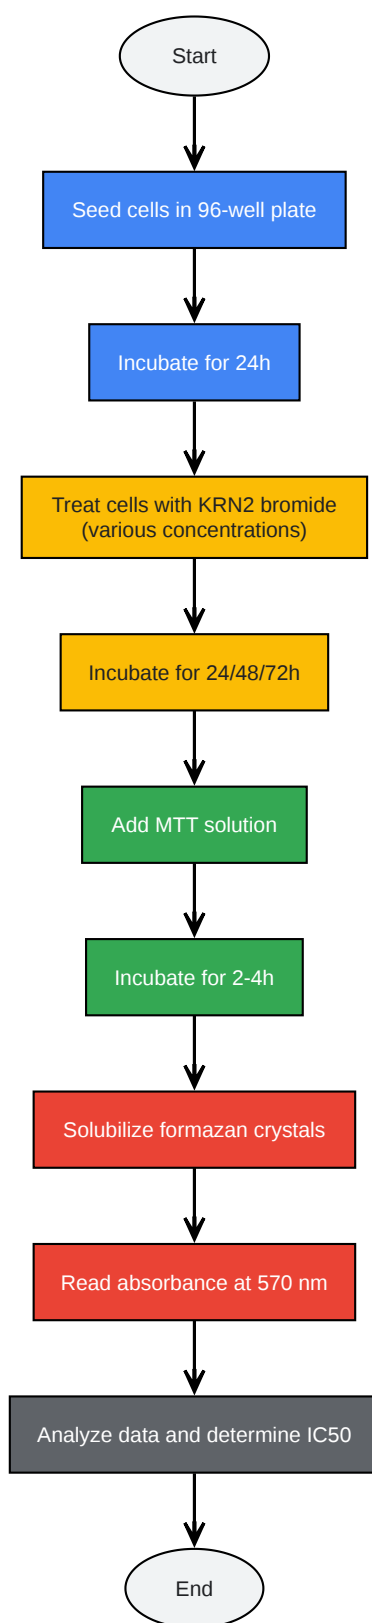 Start
Seed cells in 96-well plate
Incubate for 24h
Treat cells with KRN2 bromide
(various concentrations)
Incubate for 24/48/72h
Add MTT solution
Incubate for 2-4h
Solubilize formazan crystals
Read absorbance at 570 nm
Analyze data and determine IC50
End